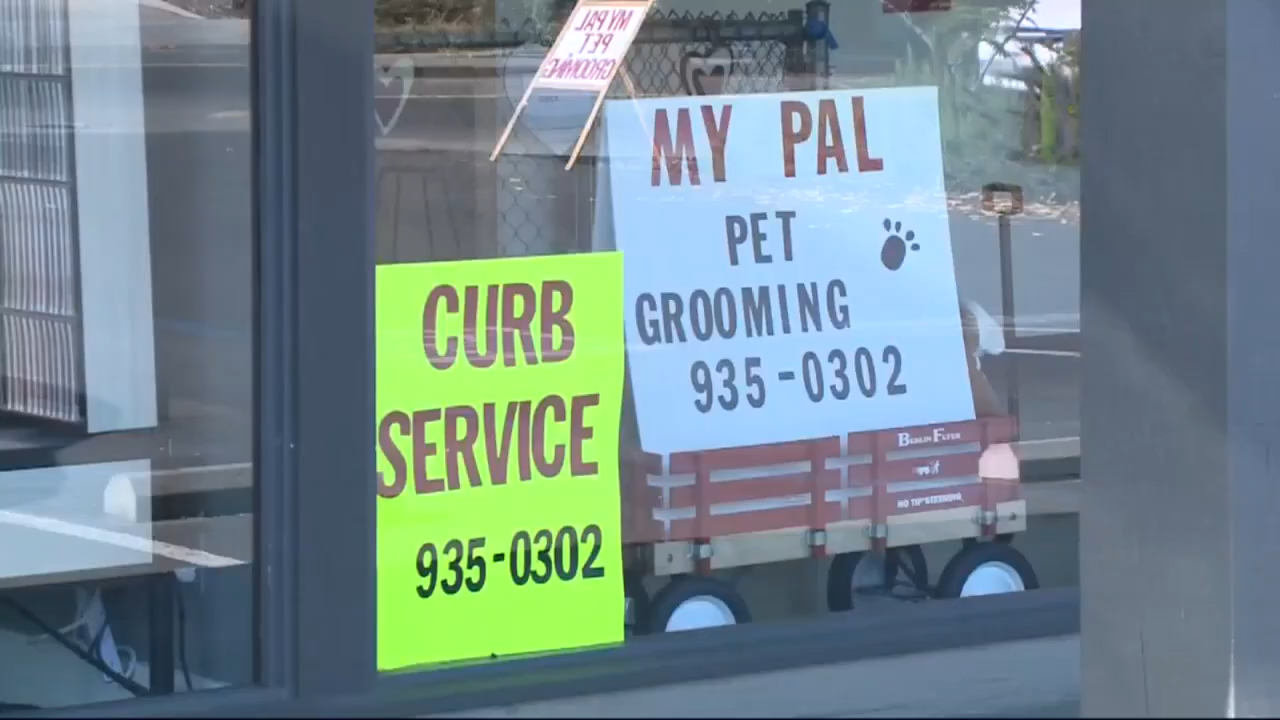 MY PAL
PET
GROOMING
MY PAL
PET
GROOMING
935-0302
CURB
SERVICE
935-0302
BERLIN FLYER
NO TIP STEERING